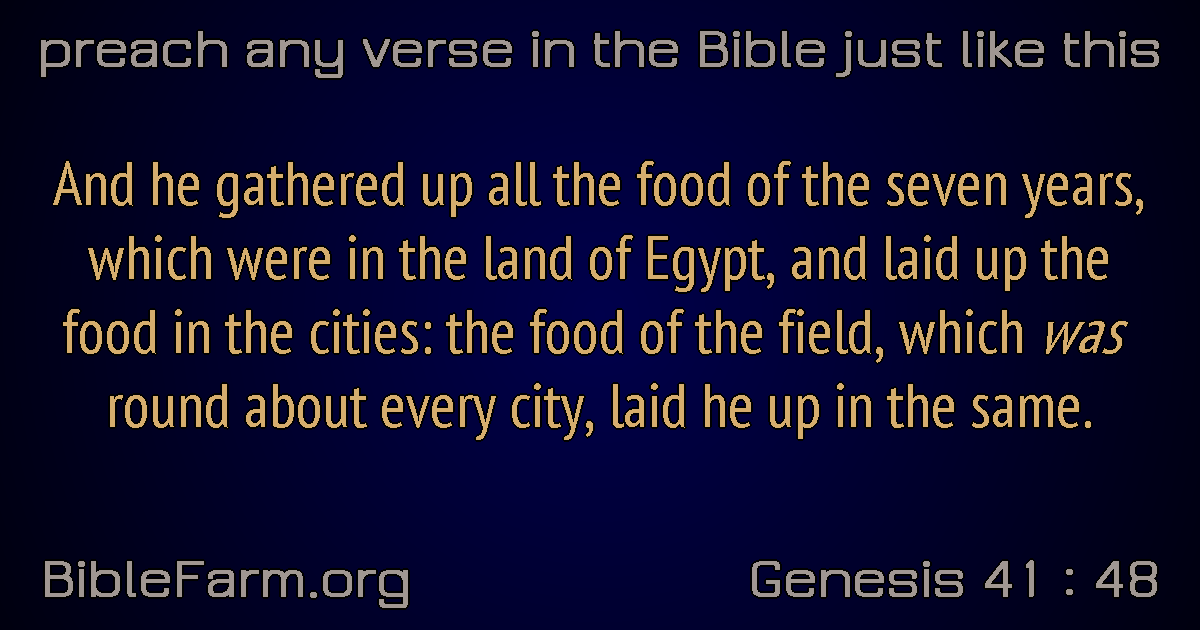 preach any verse in the Bible just like this
And he gathered up all the food of the seven years,
which were in the land of Egypt, and laid up the
food in the cities: the food of the field, which was
round about every city, laid he up in the same.
BibleFarm.org
Genesis 41 : 48